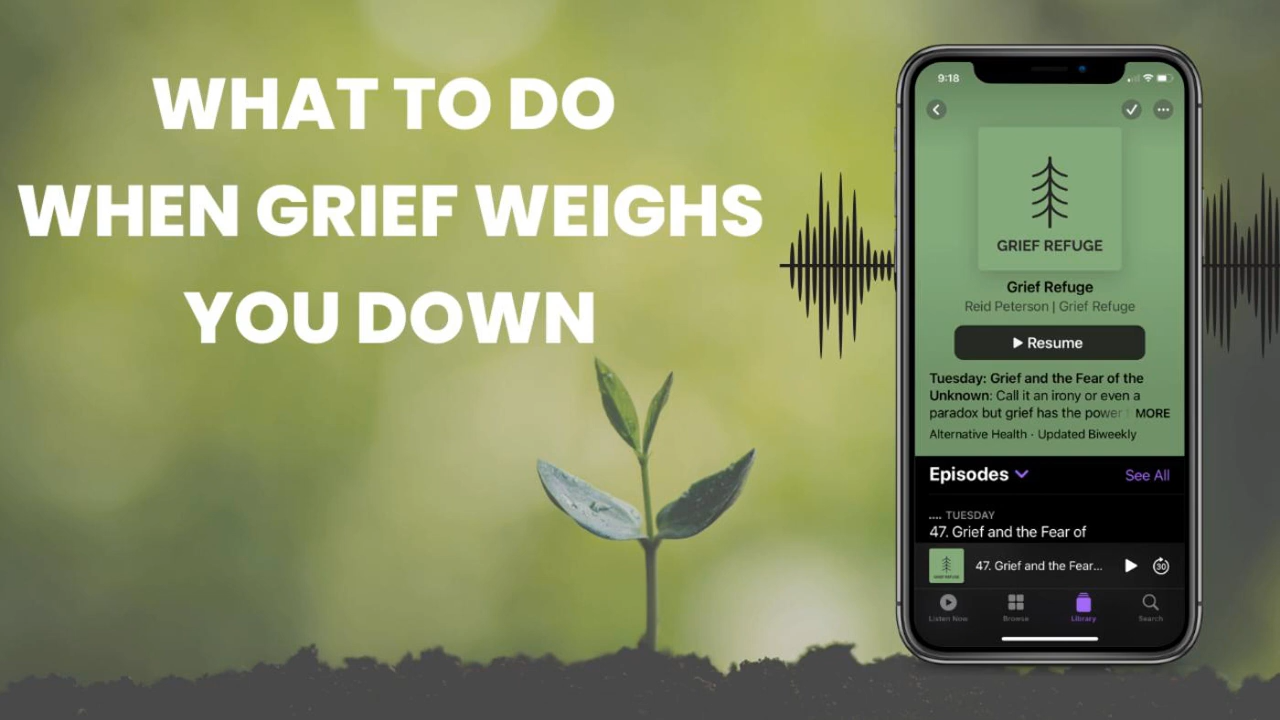 WHAT TO DO
WHEN GRIEF WEIGHS
YOU DOWN
9:18
GRIEF REFUGE
Grief Refuge
Reid Peterson | Grief Refuge
Resume
Tuesday: Grief and the Fear of the
Unknown: Call it an irony or even a
paradox but grief has the power MORE
Alternative Health · Updated Biweekly
Episodes See All
.... TUESDAY
47. Grief and the Fear of
GRIEF REFUGE
47. Grief and the Fear... 30
Listen Now Browse Library Search